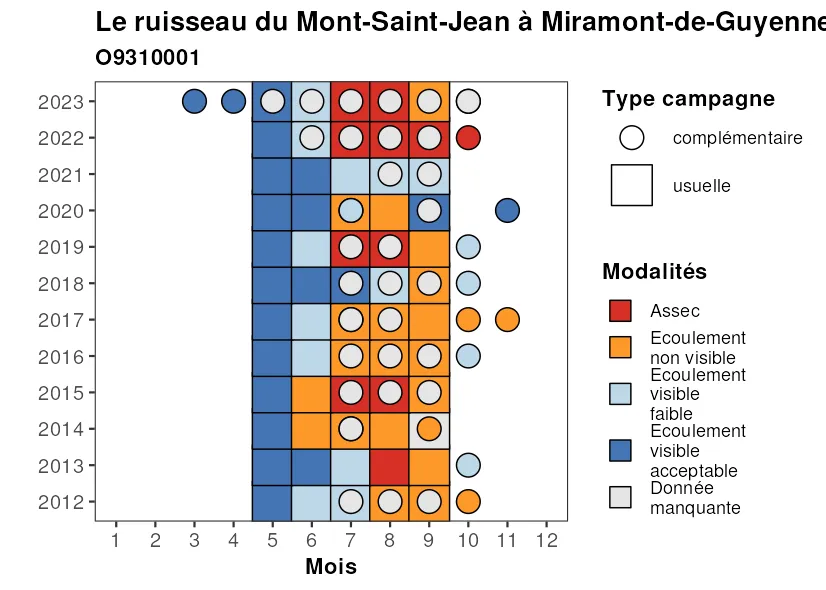 Le ruisseau du Mont-Saint-Jean à Miramont-de-Guyenne
O9310001
2023
2022
2021
2020
2019
2018
2017
2016
2015
2014
2013
2012
1 2 3 4 5 6 7 8 9 10 11 12
Mois
Type campagne
complémentaire
usuelle
Modalités
Assec
Ecoulement
non visible
Ecoulement
visible
faible
Ecoulement
visible
acceptable
Donnée
manquante